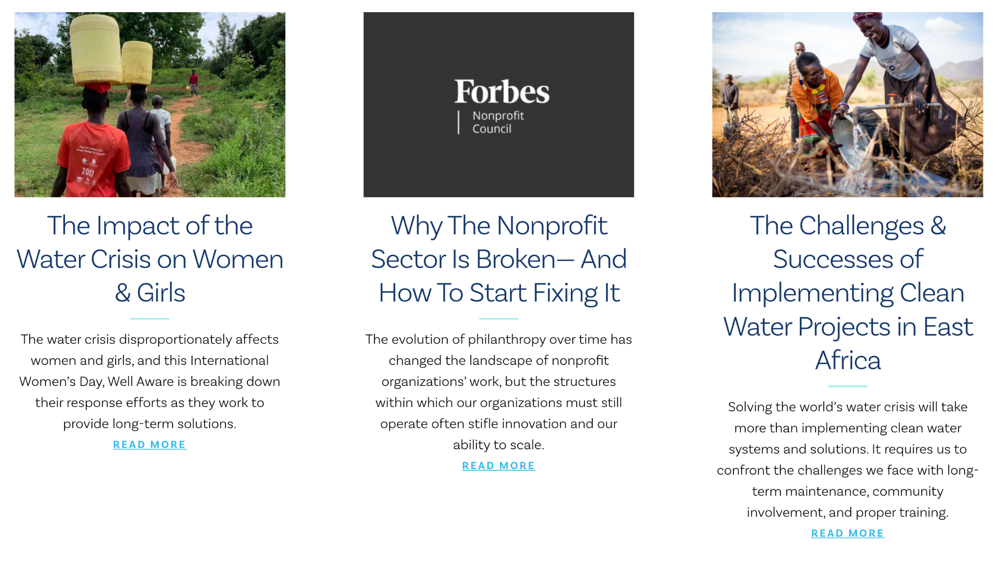 The Impact of the
Water Crisis on Women
& Girls
The water crisis disproportionately affects
women and girls, and this International
Women’s Day, Well Aware is breaking down
their response efforts as they work to
provide long-term solutions.
READ MORE
2007
Forbes
Nonprofit
Council
Why The Nonprofit
Sector Is Broken— And
How To Start Fixing It
The evolution of philanthropy over time has
changed the landscape of nonprofit
organizations’ work, but the structures
within which our organizations must still
operate often stifle innovation and our
ability to scale.
READ MORE
VINTAGE
The Challenges &
Successes of
Implementing Clean
Water Projects in East
Africa
Solving the world’s water crisis will take
more than implementing clean water
systems and solutions. It requires us to
confront the challenges we face with long-
term maintenance, community
involvement, and proper training.
READ MORE